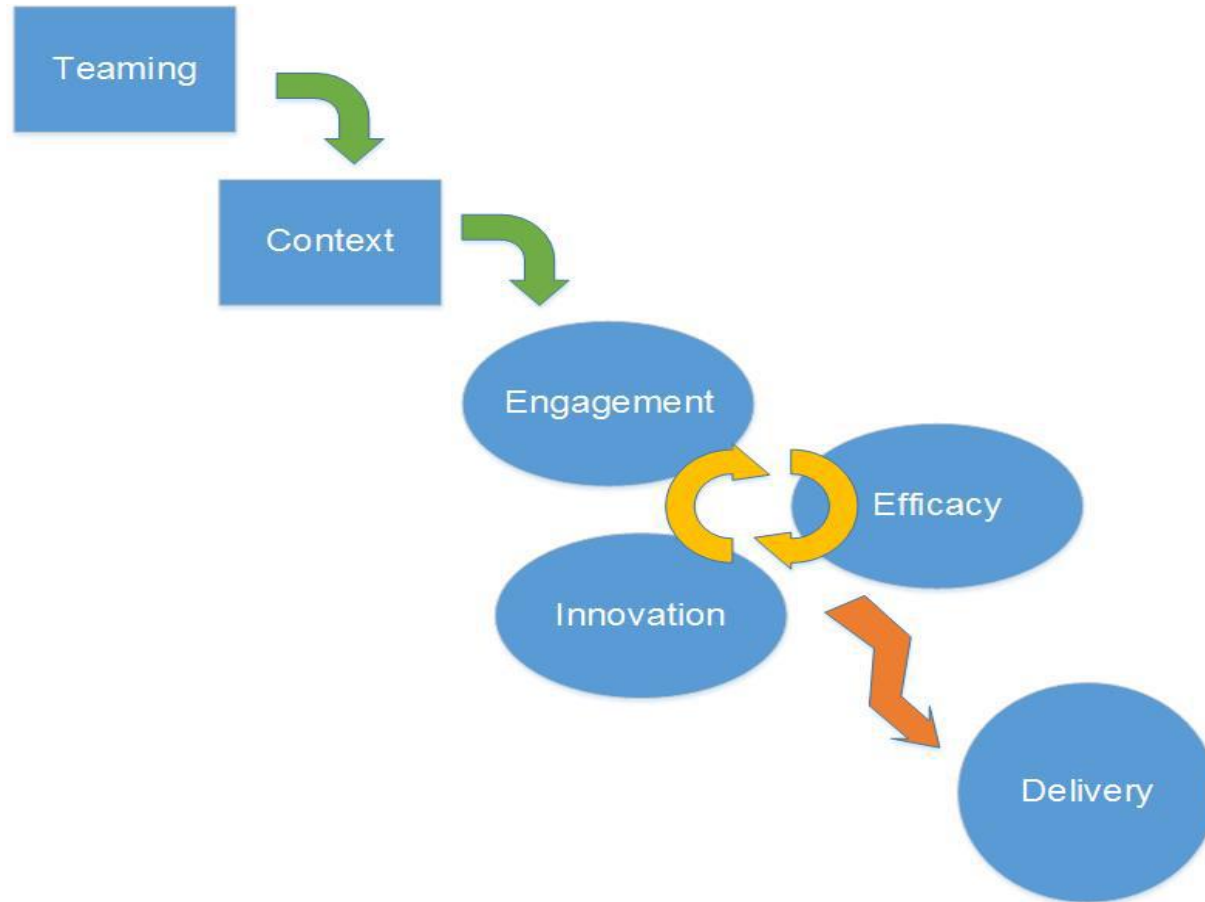 Teaming
Context
Engagement
Efficacy
Innovation
Delivery